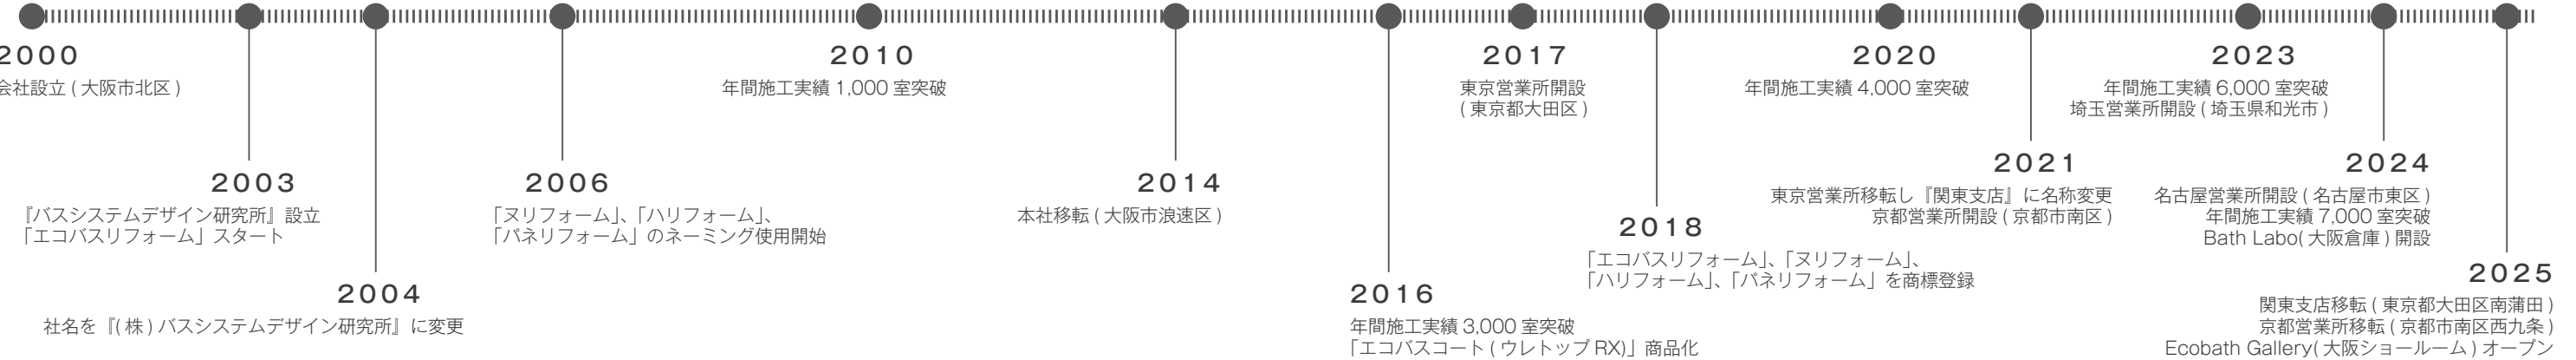 2000
会社設立 ( 大阪市北区 )
2003
『バスシステムデザイン研究所』設立
「エコバスリフォーム」スタート
2004
社名を『( 株 ) バスシステムデザイン研究所』に変更
2006
「ヌリフォーム」、「ハリフォーム」、
「パネリフォーム」のネーミング使用開始
2010
年間施工実績 1,000 室突破
2014
本社移転 ( 大阪市浪速区 )
2016
年間施工実績 3,000 室突破
「エコバスコート ( ウレトップ RX)」商品化
2017
東京営業所開設
( 東京都大田区 )
2018
「エコバスリフォーム」、「ヌリフォーム」、
「ハリフォーム」、「パネリフォーム」を商標登録
2020
年間施工実績 4,000 室突破
2021
東京営業所移転し『関東支店』に名称変更
京都営業所開設 ( 京都市南区 )
2023
年間施工実績 6,000 室突破
埼玉営業所開設 ( 埼玉県和光市 )
2024
名古屋営業所開設 ( 名古屋市東区 )
年間施工実績 7,000 室突破
Bath Labo( 大阪倉庫 ) 開設
2025
関東支店移転 ( 東京都大田区南蒲田 )
京都営業所移転 ( 京都市南区西九条 )
Ecobath Gallery( 大阪ショールーム ) オープン